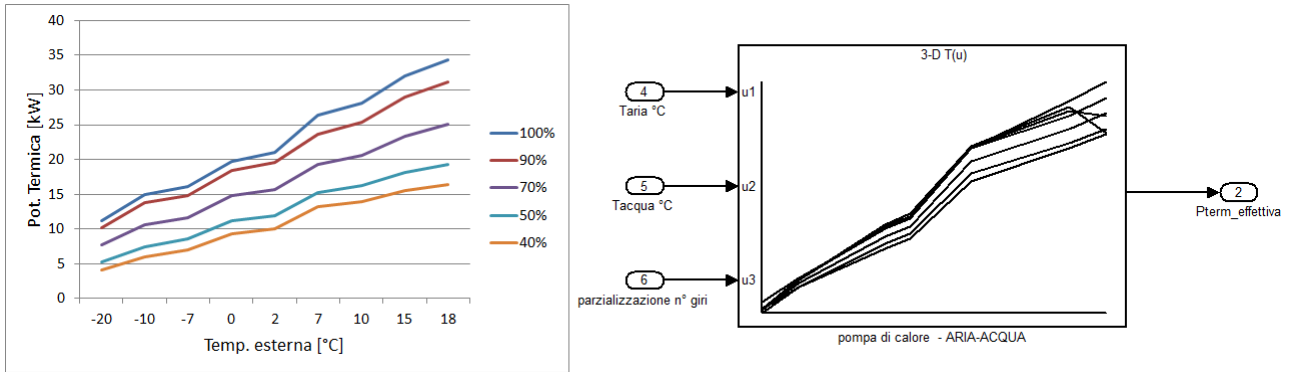 Pot. Termica [kW]
40
35
30
25
20
15
10
5
0
-20 -10 -7 0 2 7 10 15 18
Temp. esterna [°C]
100%
90%
70%
50%
40%
3-D T(u)
4
Taria °C
u1
5
Tacqua °C
u2
6
parzializzazione n° giri
u3
2
Pterm_effettiva
pompa di calore - ARIA-ACQUA